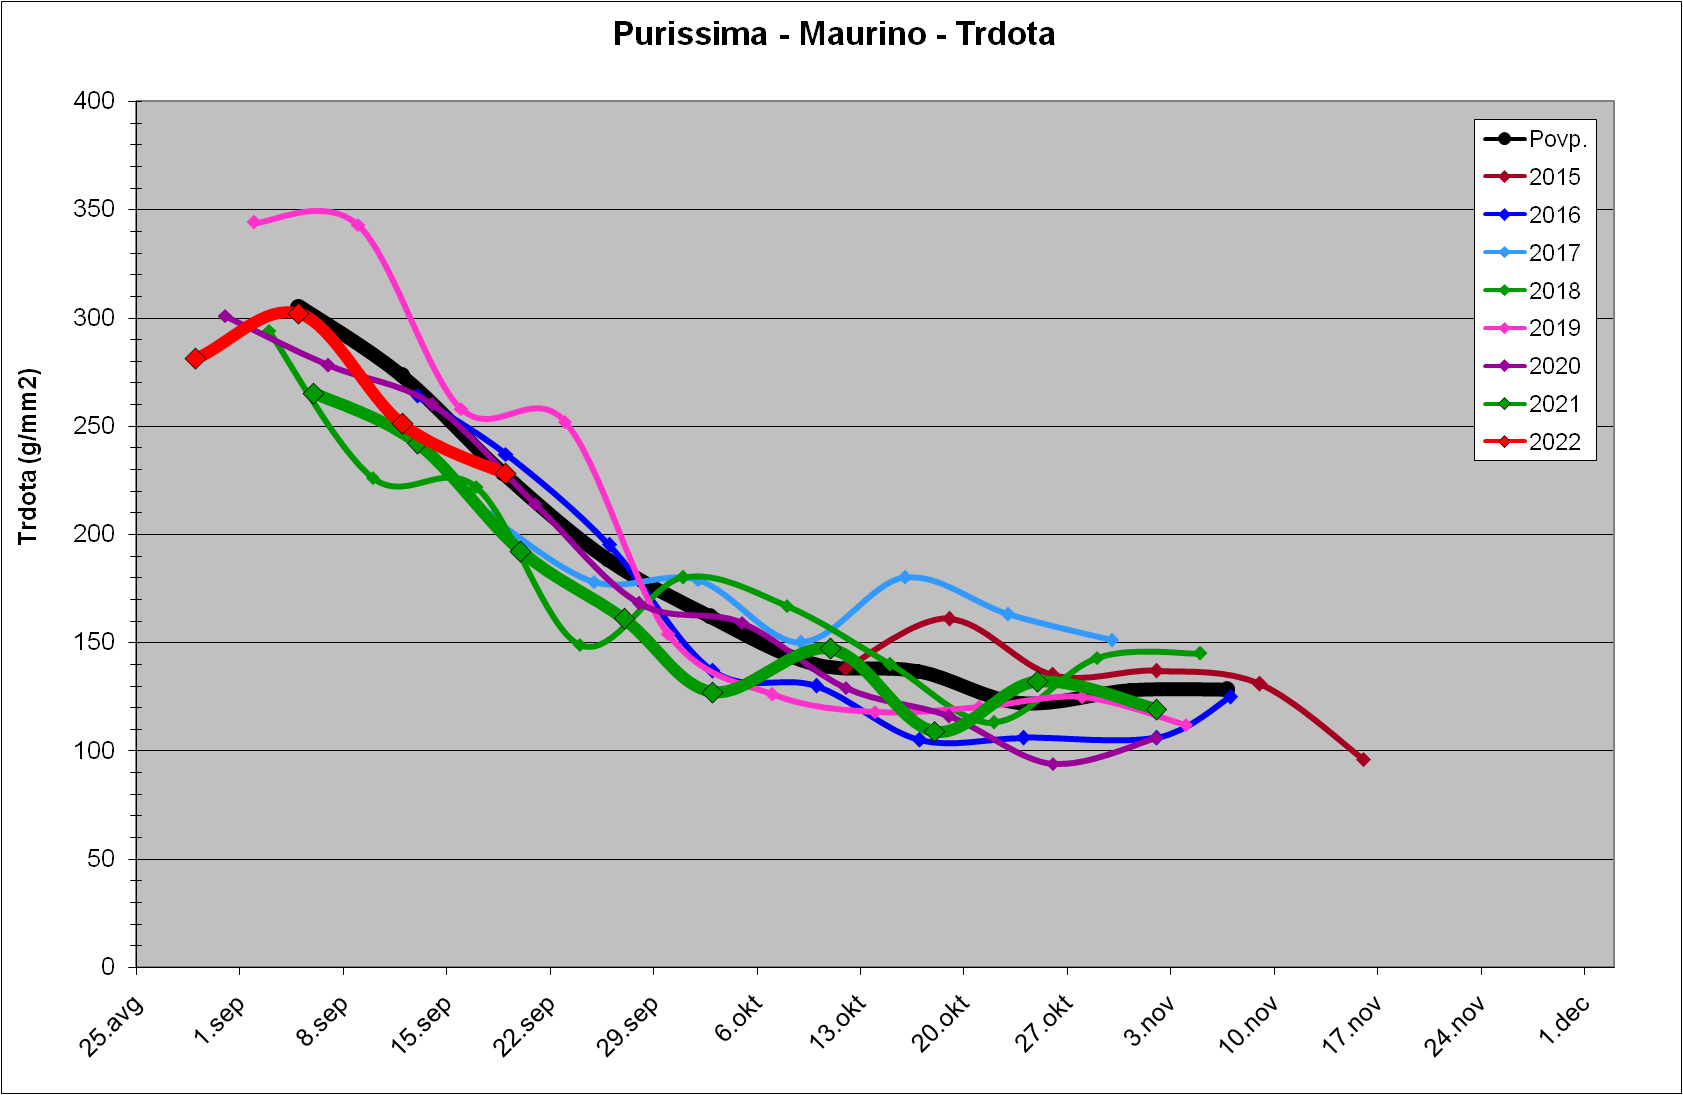 Purissima - Maurino - Trdota
Trdota (g/mm2)
400
350
300
250
200
150
100
50
0
25.avg
1.sep
8.sep
15.sep
22.sep
29.sep
6.okt
13.okt
20.okt
27.okt
3.nov
10.nov
17.nov
24.nov
1.dec
Povp.
2015
2016
2017
2018
2019
2020
2021
2022